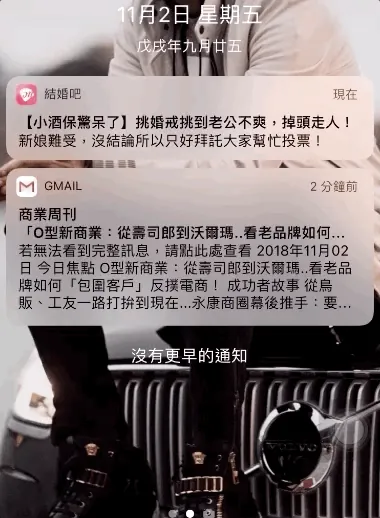 11月2日 星期五
戊戌年九月廿五
結婚吧 現在
【小酒保驚呆了】挑婚戒挑到老公不爽，掉頭走人！
新娘難受，沒結論所以只好拜託大家幫忙投票！
GMAIL 2 分鐘前
商業周刊
「O型新商業：從壽司郎到沃爾瑪..看老品牌如何...
若無法看到完整訊息，請點此處查看 2018年11月02
日 今日焦點 O型新商業：從壽司郎到沃爾瑪..看老品
牌如何「包圍客戶」反撲電商！ 成功者故事 從鳥
販、工友一路打拚到現在...永康商圈幕後推手：要...
沒有更早的通知
VOLVO